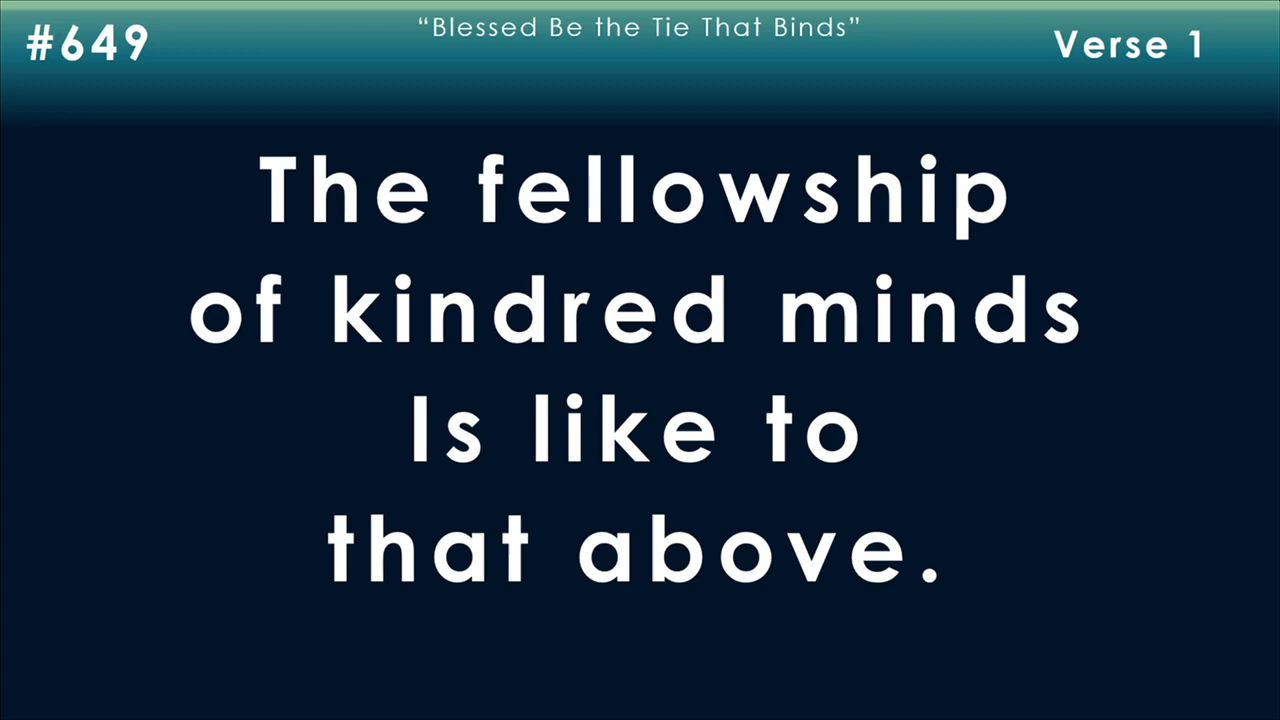 #649
“Blessed Be the Tie That Binds”
Verse 1
The fellowship
of kindred minds
Is like to
that above.